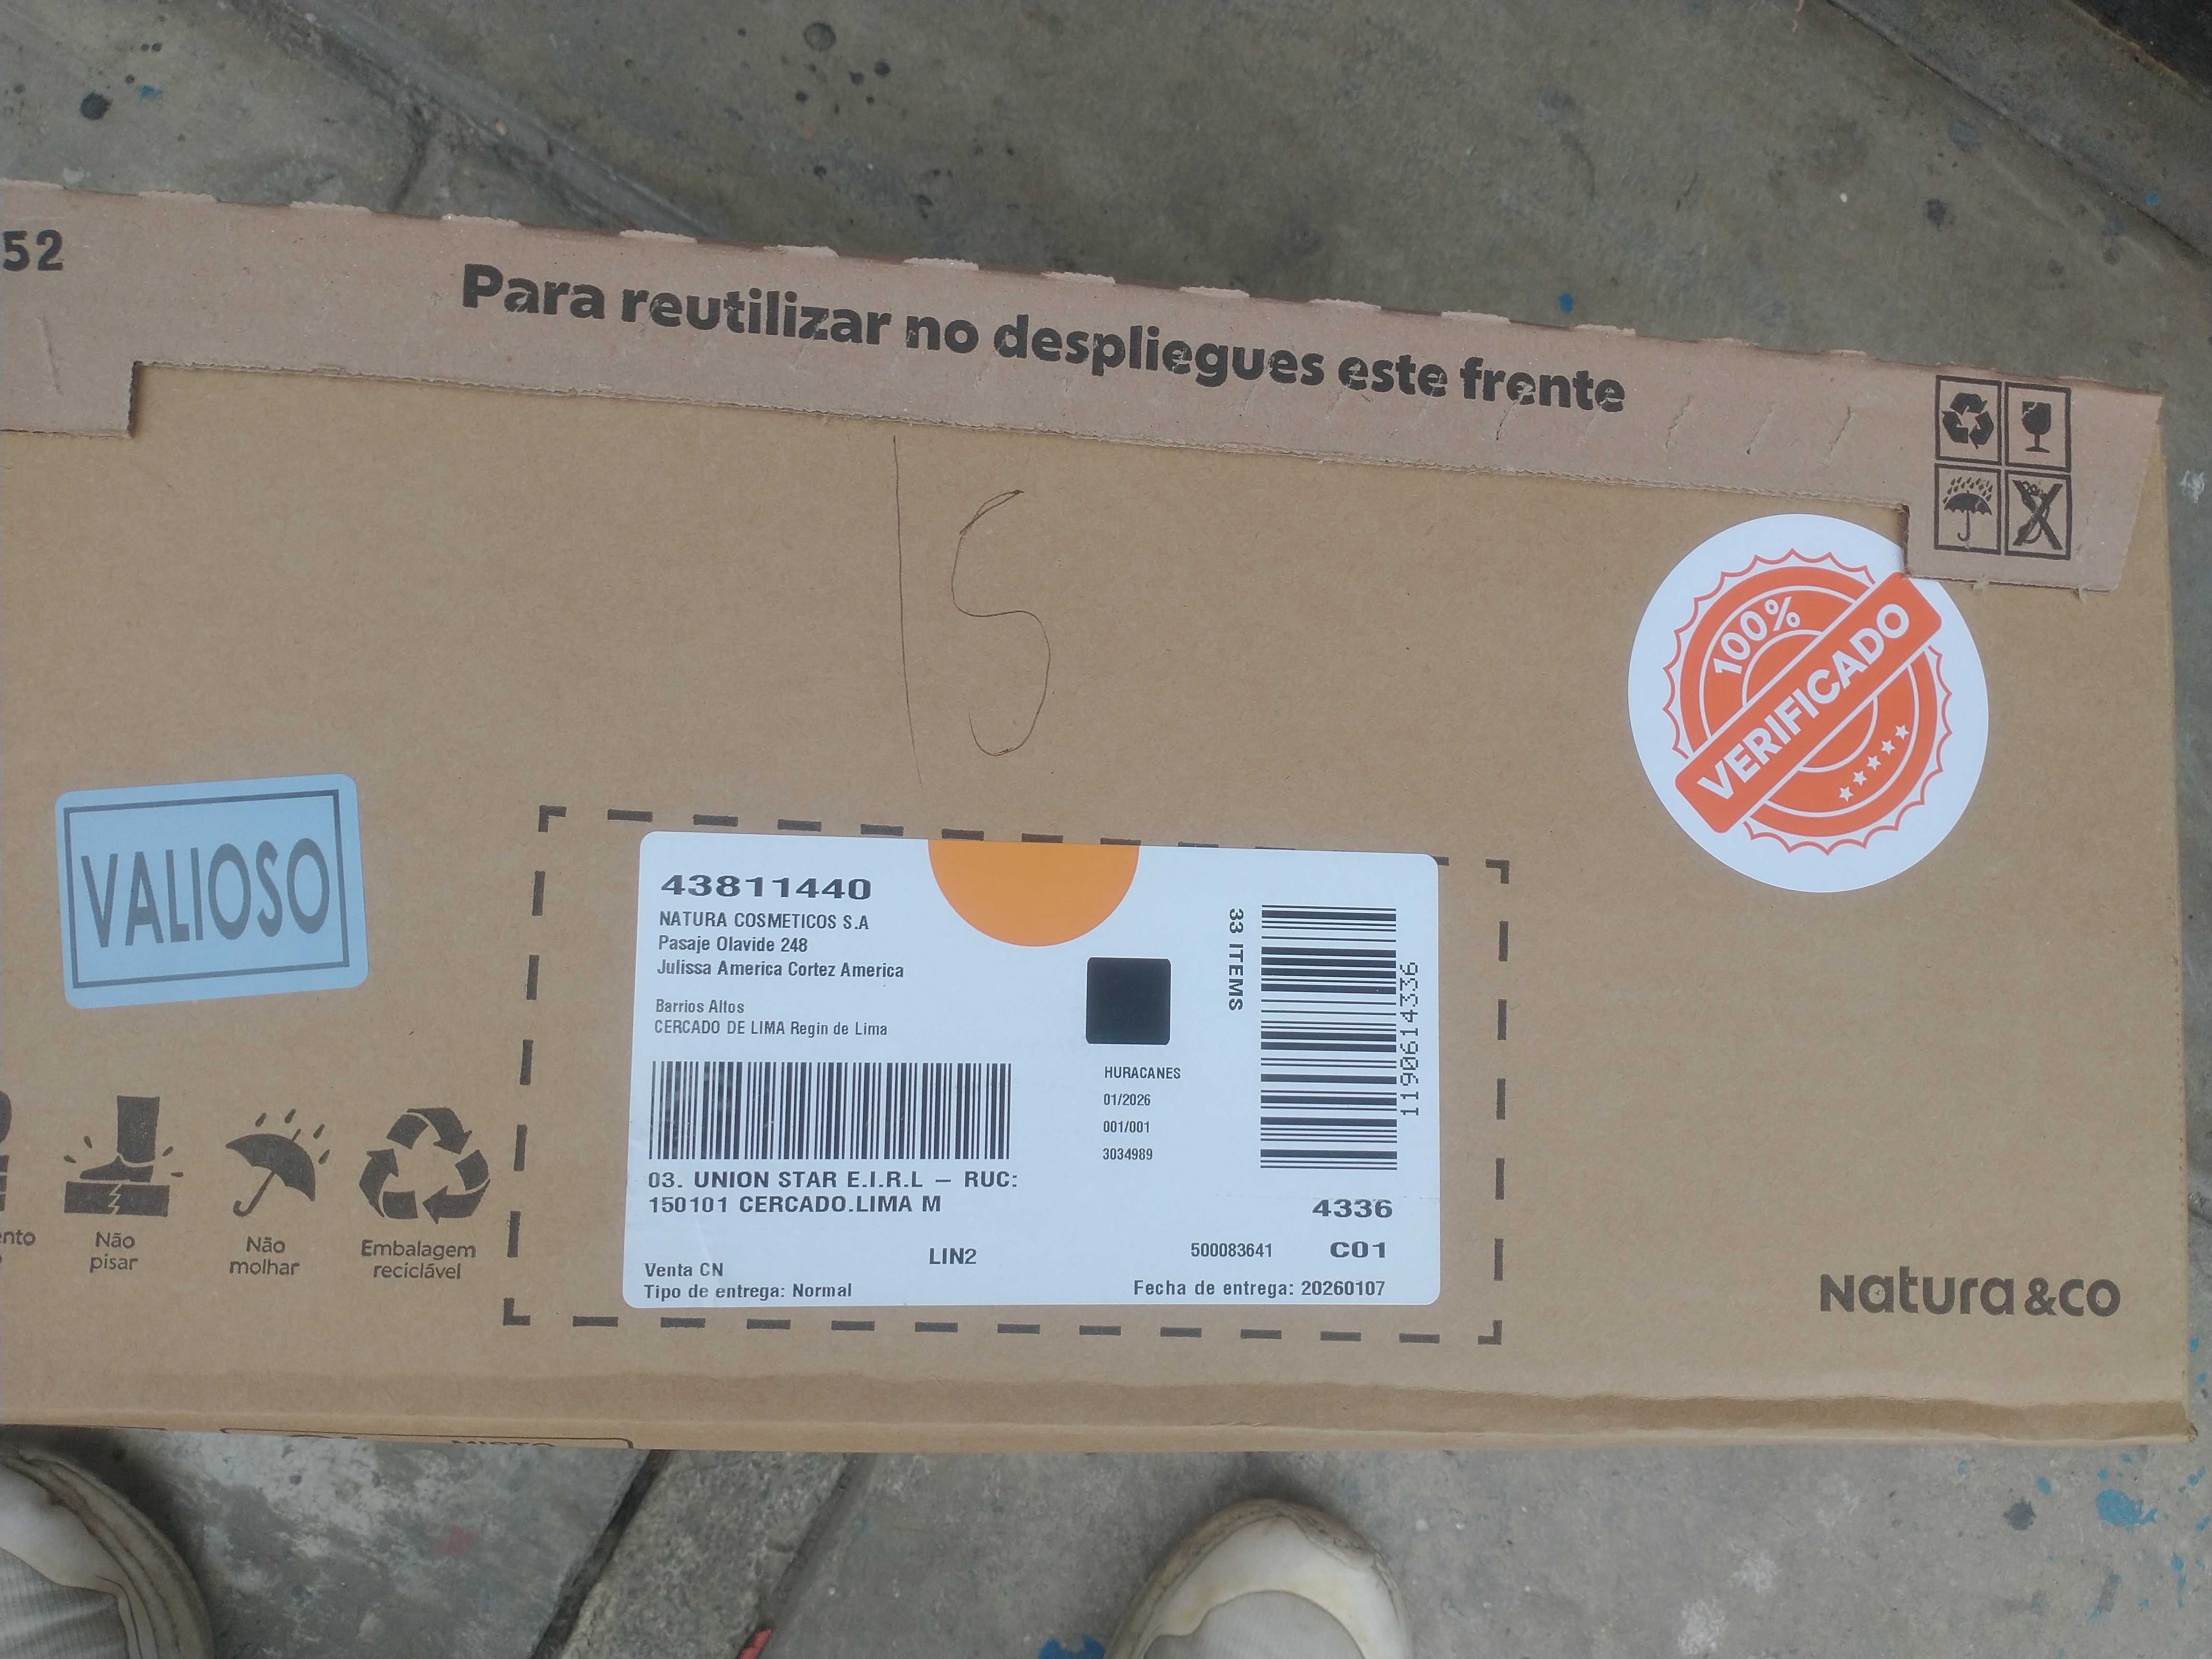 52
Para reutilizar no despliegues este frente
15
100%
VERIFICADO
VALIOSO
43811440
NATURA COSMETICOS S.A
Pasaje Olavide 248
Julissa America Cortez America
Barrios Altos
CERCADO DE LIMA Regin de Lima
33 ITEMS
1190614336
HURACANES
01/2026
001/001
3034989
03. UNION STAR E.I.R.L – RUC:
150101 CERCADO.LIMA M
4336
LIN2
500083641
C01
Venta CN
Tipo de entrega: Normal
Fecha de entrega: 20260107
Não
pisar
Não
molhar
Embalagem
reciclável
Natura &co